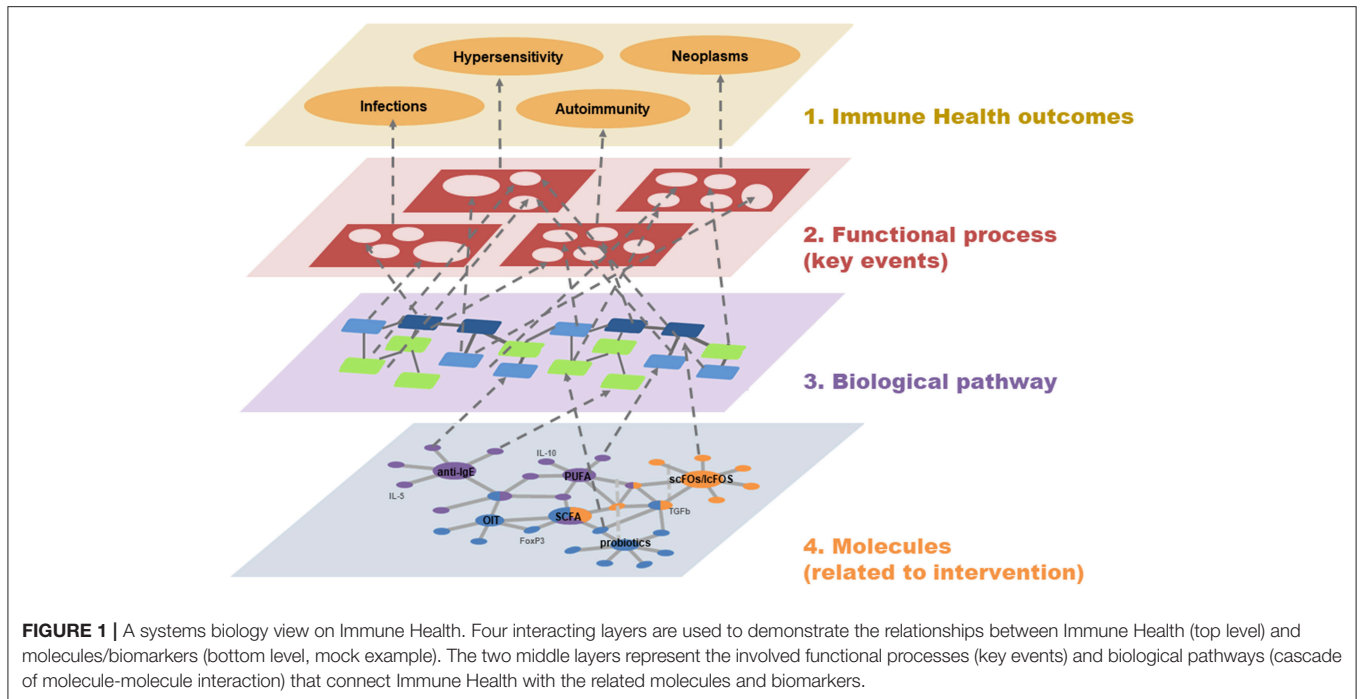 Hypersensitivity
Neoplasms
Infections
Autoimmunity
1. Immune Health outcomes
2. Functional process
(key events)
3. Biological pathway
IL-10
anti-IgE
PUFA
scFOs/lcFOS
IL-5
TGFb
OIT
SCFA
FoxP3
probiotics
4. Molecules
(related to intervention)
FIGURE 1 | A systems biology view on Immune Health. Four interacting layers are used to demonstrate the relationships between Immune Health (top level) and
molecules/biomarkers (bottom level, mock example). The two middle layers represent the involved functional processes (key events) and biological pathways (cascade
of molecule-molecule interaction) that connect Immune Health with the related molecules and biomarkers.